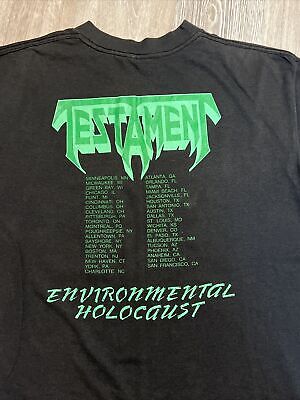 TESTAMENT
MINNEAPOLIS, MN
MILWAUKEE, WI
GREEN BAY, WI
CHICAGO, IL
FLINT, MI
CINCINNATI, OH
COLUMBUS, OH
CLEVELAND, OH
PITTSBURGH, PA
TORONTO, ON
MONTREAL, PQ
POUGHKEEPSIE, NY
ALLENTOWN, PA
BAYSHORE, NY
NEW YORK, NY
BOSTON, MA
TRENTON, NJ
NEW HAVEN, CT
YORK, PA
CHARLOTTE, NC
ATLANTA, GA
ORLANDO, FL
TAMPA, FL
MIAMI BEACH, FL
JACKSONVILLE, FL
HOUSTON, TX
SAN ANTONIO, TX
AUSTIN, TX
DALLAS, TX
ST. LOUIS, MO
WICHITA, KS
DENVER, CO
EL PASO, TX
ALBUQUERQUE, NM
TUCSON, AZ
PHOENIX, AZ
ANAHEIM, CA
SAN DIEGO, CA
SAN FRANCISCO, CA
ENVIRONMENTAL
HOLOCAUST